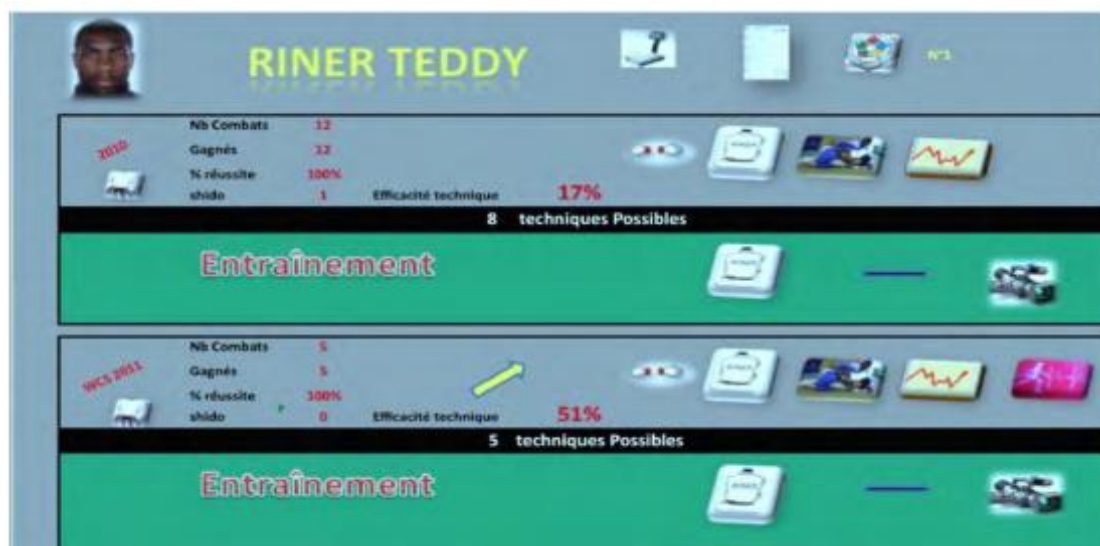 RINER TEDDY
N°1
2010
Nb Combats 12
Gagnés 12
% réussite 100%
shido 1 Efficacité technique 17%
8 techniques Possibles
Entraînement
WCS 2011
Nb Combats 5
Gagnés 5
% réussite 100%
shido 0 Efficacité technique 51%
5 techniques Possibles
Entraînement